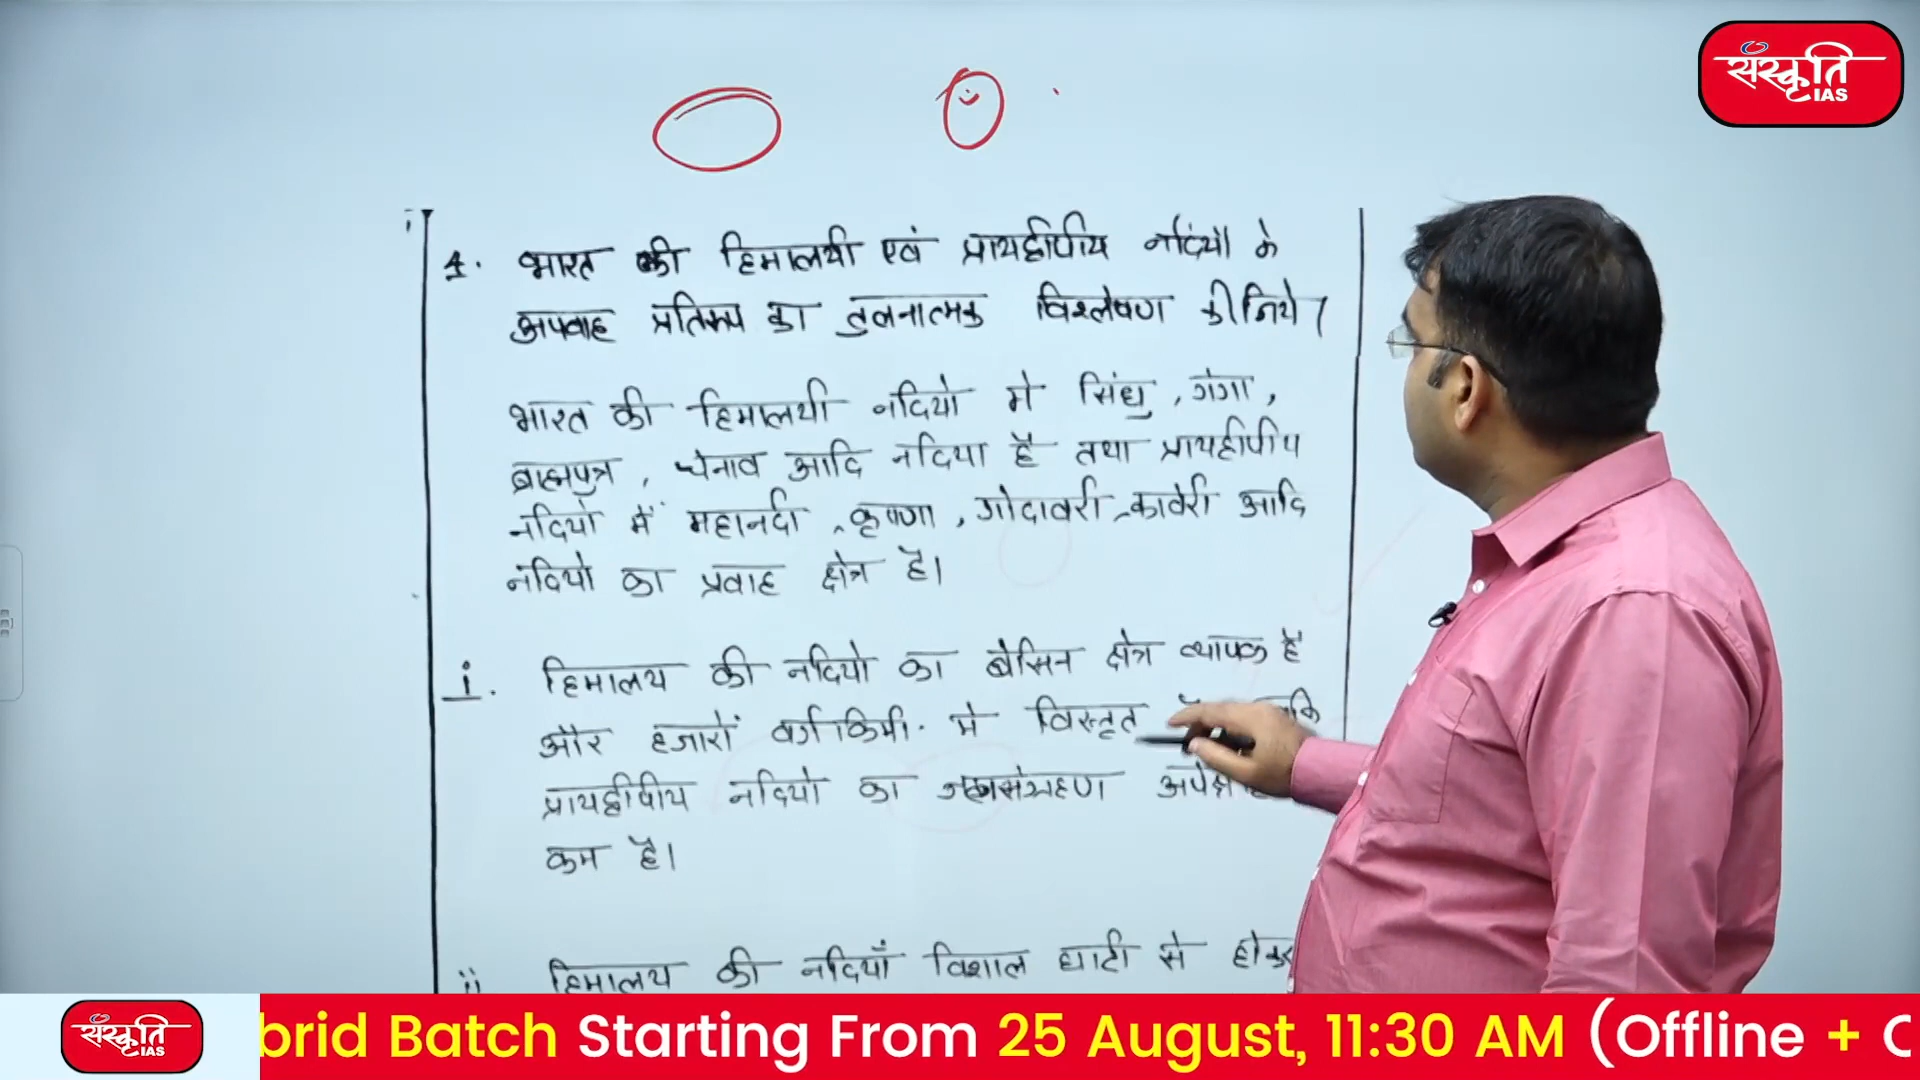 संस्कृति
IAS
1. भारत की हिमालयी एवं प्रायद्वीपीय नदियों के
अपवाह प्रतिरूप का तुलनात्मक विश्लेषण कीजिये।
भारत की हिमालयी नदियो मे सिंधु, गंगा,
ब्राह्मपुत्र, चेनाव आदि नदिया है तथा प्रायद्वीपीय
नदियो में महानदी, कृष्णा, गोदावरी, कावेरी आदि
नदियो का प्रवाह क्षेत्र है।
i. हिमालय की नदियो का बेसिन क्षेत्र व्यापक है
और हजारों वर्ग किमी. मे विस्तृत
प्रायद्वीपीय नदियो का जलसंग्रहण
कम है।
ii हिमालय की नदियाँ विशाल घाटी से
संस्कृति
IAS
brid Batch Starting From 25 August, 11:30 AM (Offline +